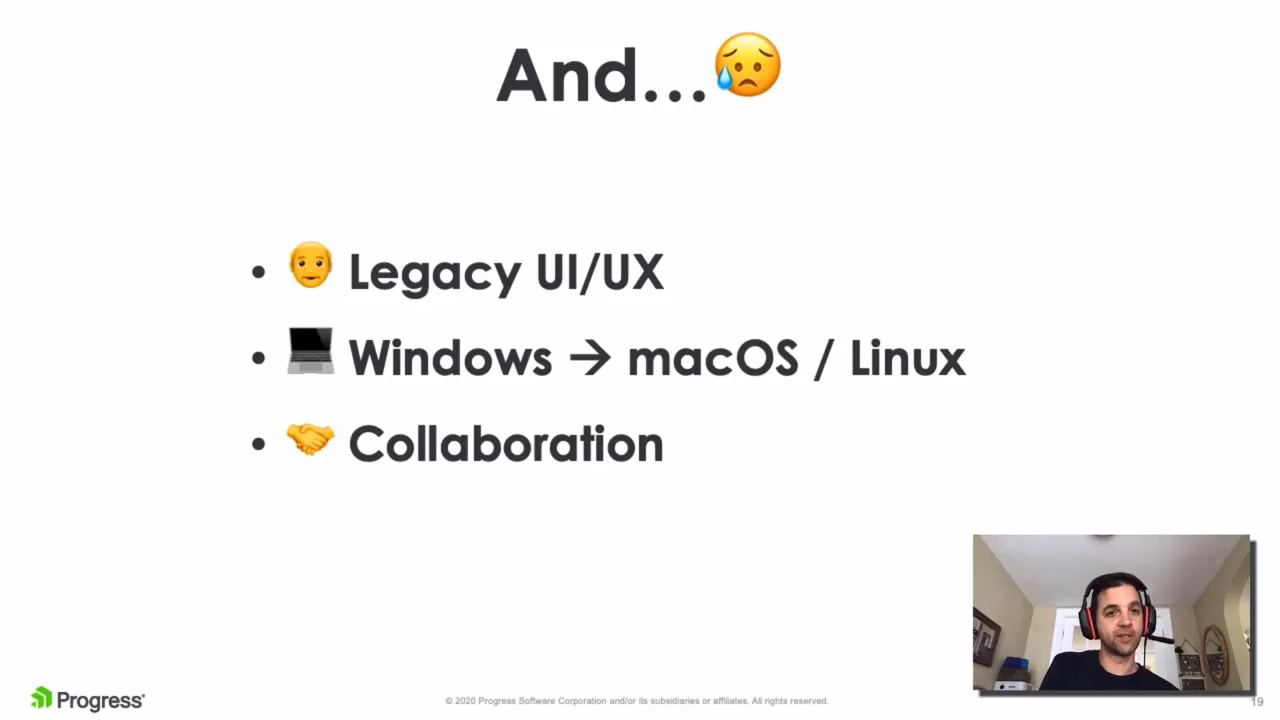 And...😥
• 👴 Legacy UI/UX
• 💻 Windows → macOS / Linux
• 🤝 Collaboration
Progress®
© 2020 Progress Software Corporation and/or its subsidiaries or affiliates. All rights reserved.
19